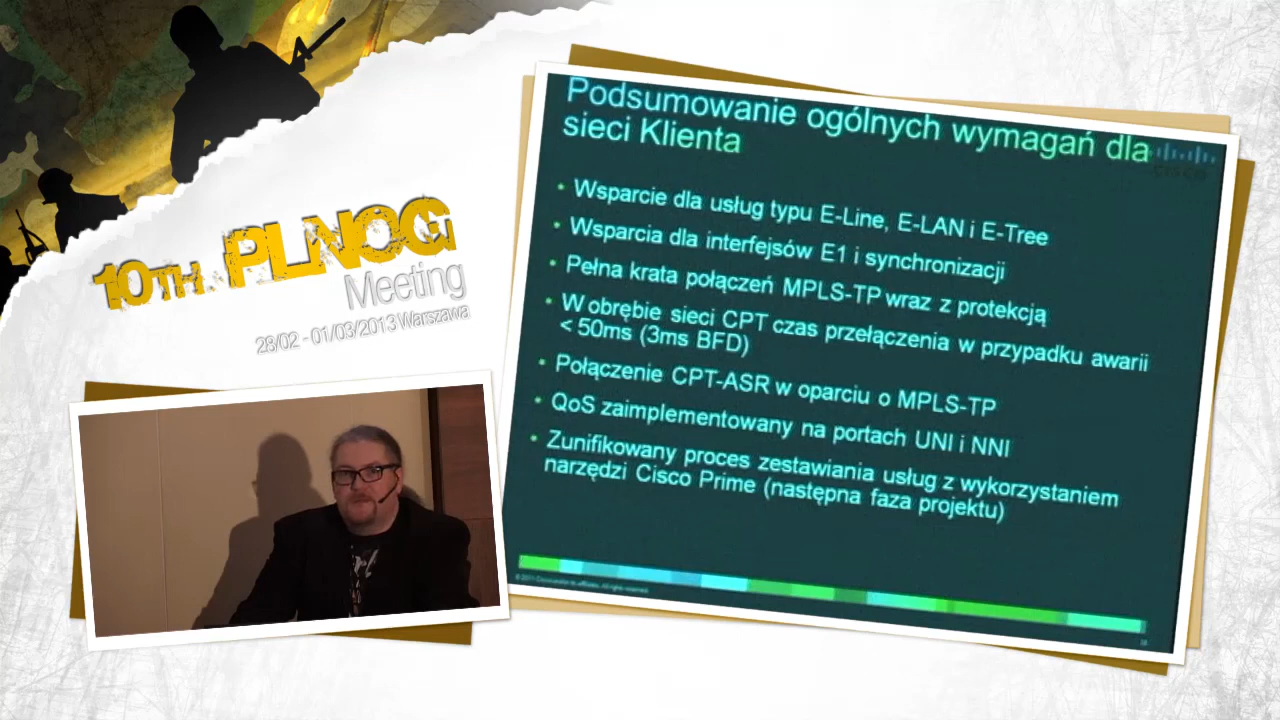 10TH. PLNOG
Meeting
28/02 - 01/03/2013 Warszawa
Podsumowanie ogólnych wymagań dla
sieci Klienta
CISCO
• Wsparcie dla usług typu E-Line, E-LAN i E-Tree
• Wsparcia dla interfejsów E1 i synchronizacji
• Pełna krata połączeń MPLS-TP wraz z protekcją
• W obrębie sieci CPT czas przełączenia w przypadku awarii
< 50ms (3ms BFD)
• Połączenie CPT-ASR w oparciu o MPLS-TP
• QoS zaimplementowany na portach UNI i NNI
• Zunifikowany proces zestawiania usług z wykorzystaniem
narzędzi Cisco Prime (następna faza projektu)